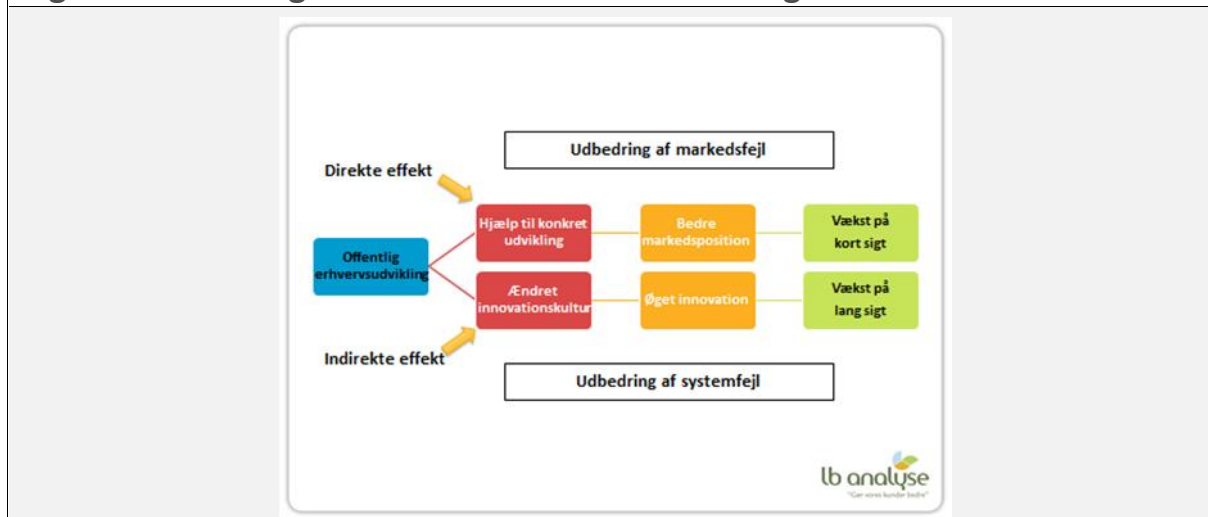 Udbedring af markedsfejl
Direkte effekt
Hjælp til konkret
udvikling
Bedre
markedsposition
Vækst på
kort sigt
Offentlig
erhvervsudvikling
Ændret
innovationskultur
Øget innovation
Vækst på
lang sigt
Indirekte effekt
Udbedring af systemfejl
lb analyse
"Gør vores kunder bedre"